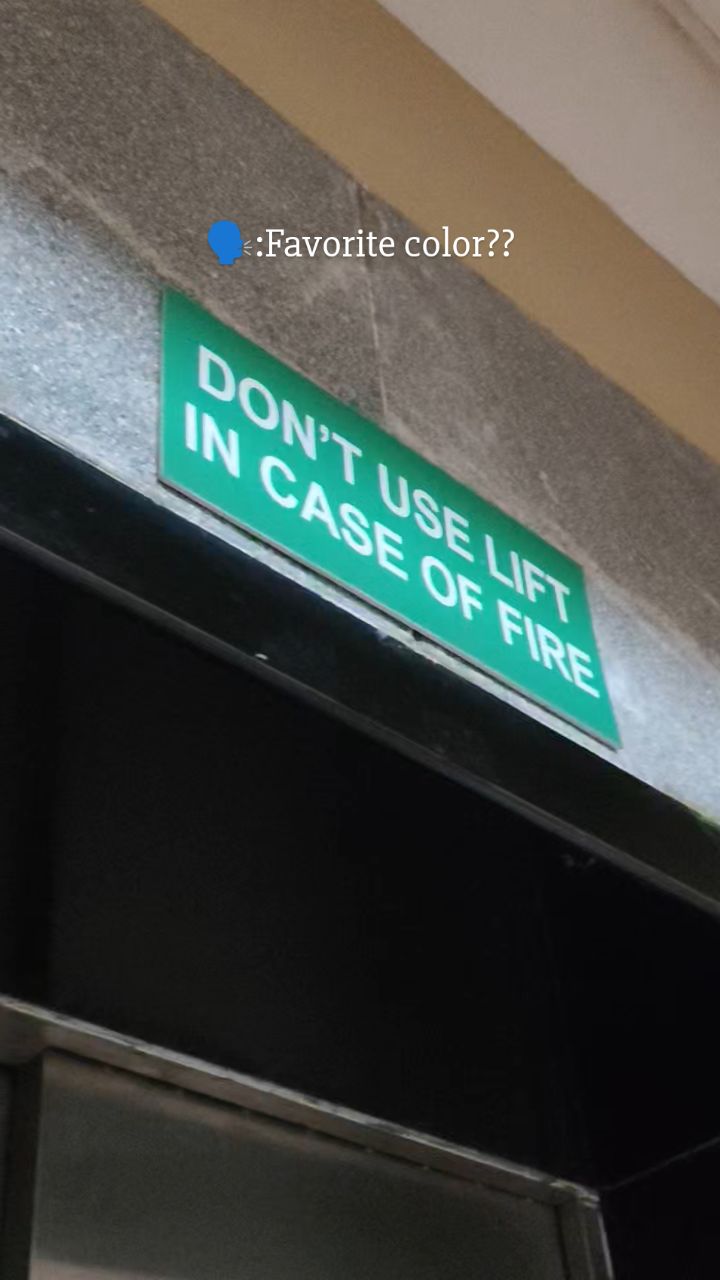 🗣️:Favorite color??
DON'T USE LIFT
IN CASE OF FIRE